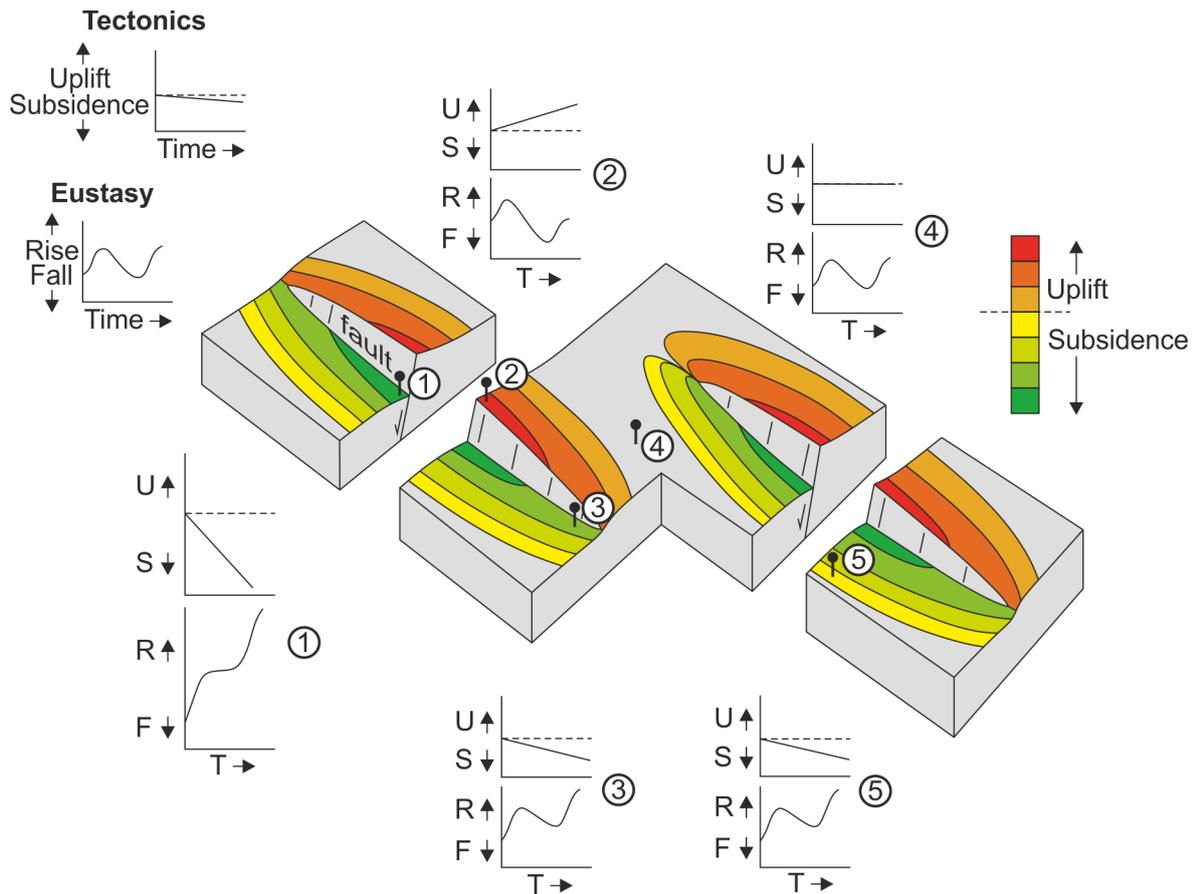 Tectonics
Uplift
Subsidence
Time
Eustasy
Rise
Fall
Time
U
S
2
R
F
T
U
S
4
R
F
T
Uplift
Subsidence
fault
1
2
4
3
5
U
S
R
F
1
T
U
S
3
R
F
T
U
S
5
R
F
T